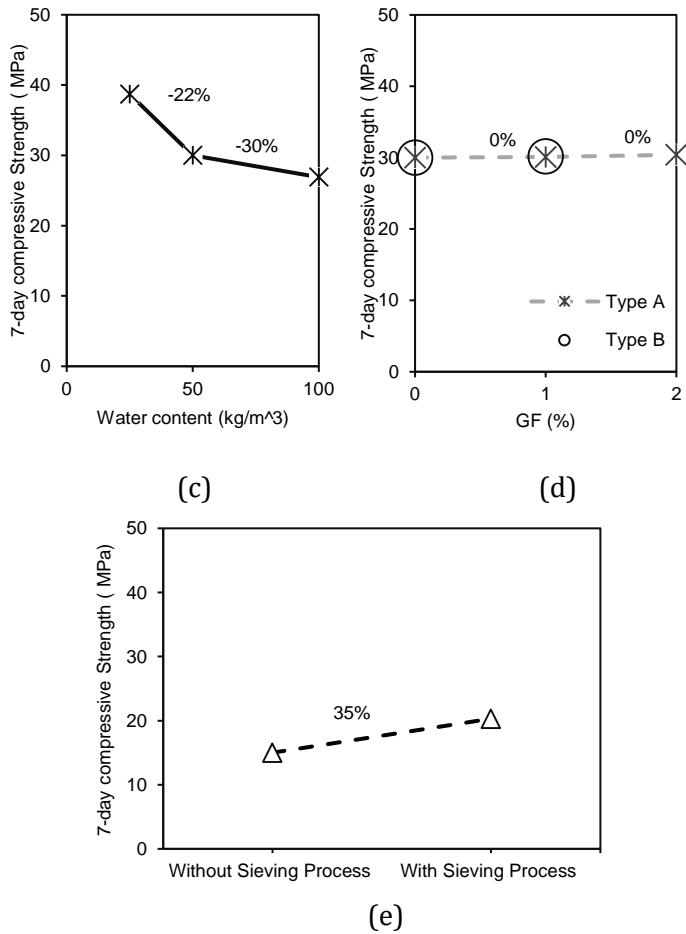 7-day compressive Strength ( MPa)
50
40
30
20
10
0
-22%
-30%
0
50
100
Water content (kg/m^3)
(c)
7-day compressive Strength ( MPa)
50
40
30
20
10
0
0%
0%
Type A
Type B
0
1
2
GF (%)
(d)
7-day compressive Strength ( MPa)
50
40
30
20
10
0
35%
Without Sieving Process
With Sieving Process
(e)